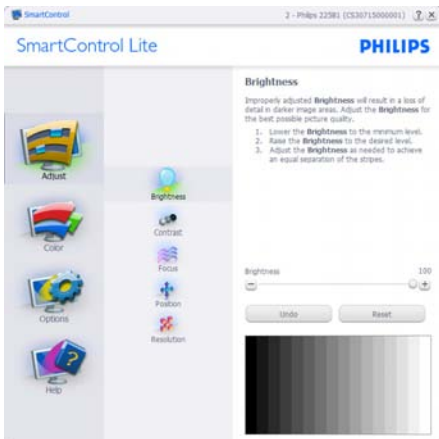 SmartControl
2 - Philips 225B1 (CS30715000001)
SmartControl Lite
PHILIPS
Adjust
Color
Options
Help
Brightness
Contrast
Focus
Position
Resolution
Brightness
Improperly adjusted Brightness will result in a loss of
detail in darker image areas. Adjust the Brightness for
the best possible picture quality.
1. Lower the Brightness to the minimum level.
2. Raise the Brightness to the desired level.
3. Adjust the Brightness as needed to achieve
an equal separation of the stripes.
Brightness 100
Undo Reset